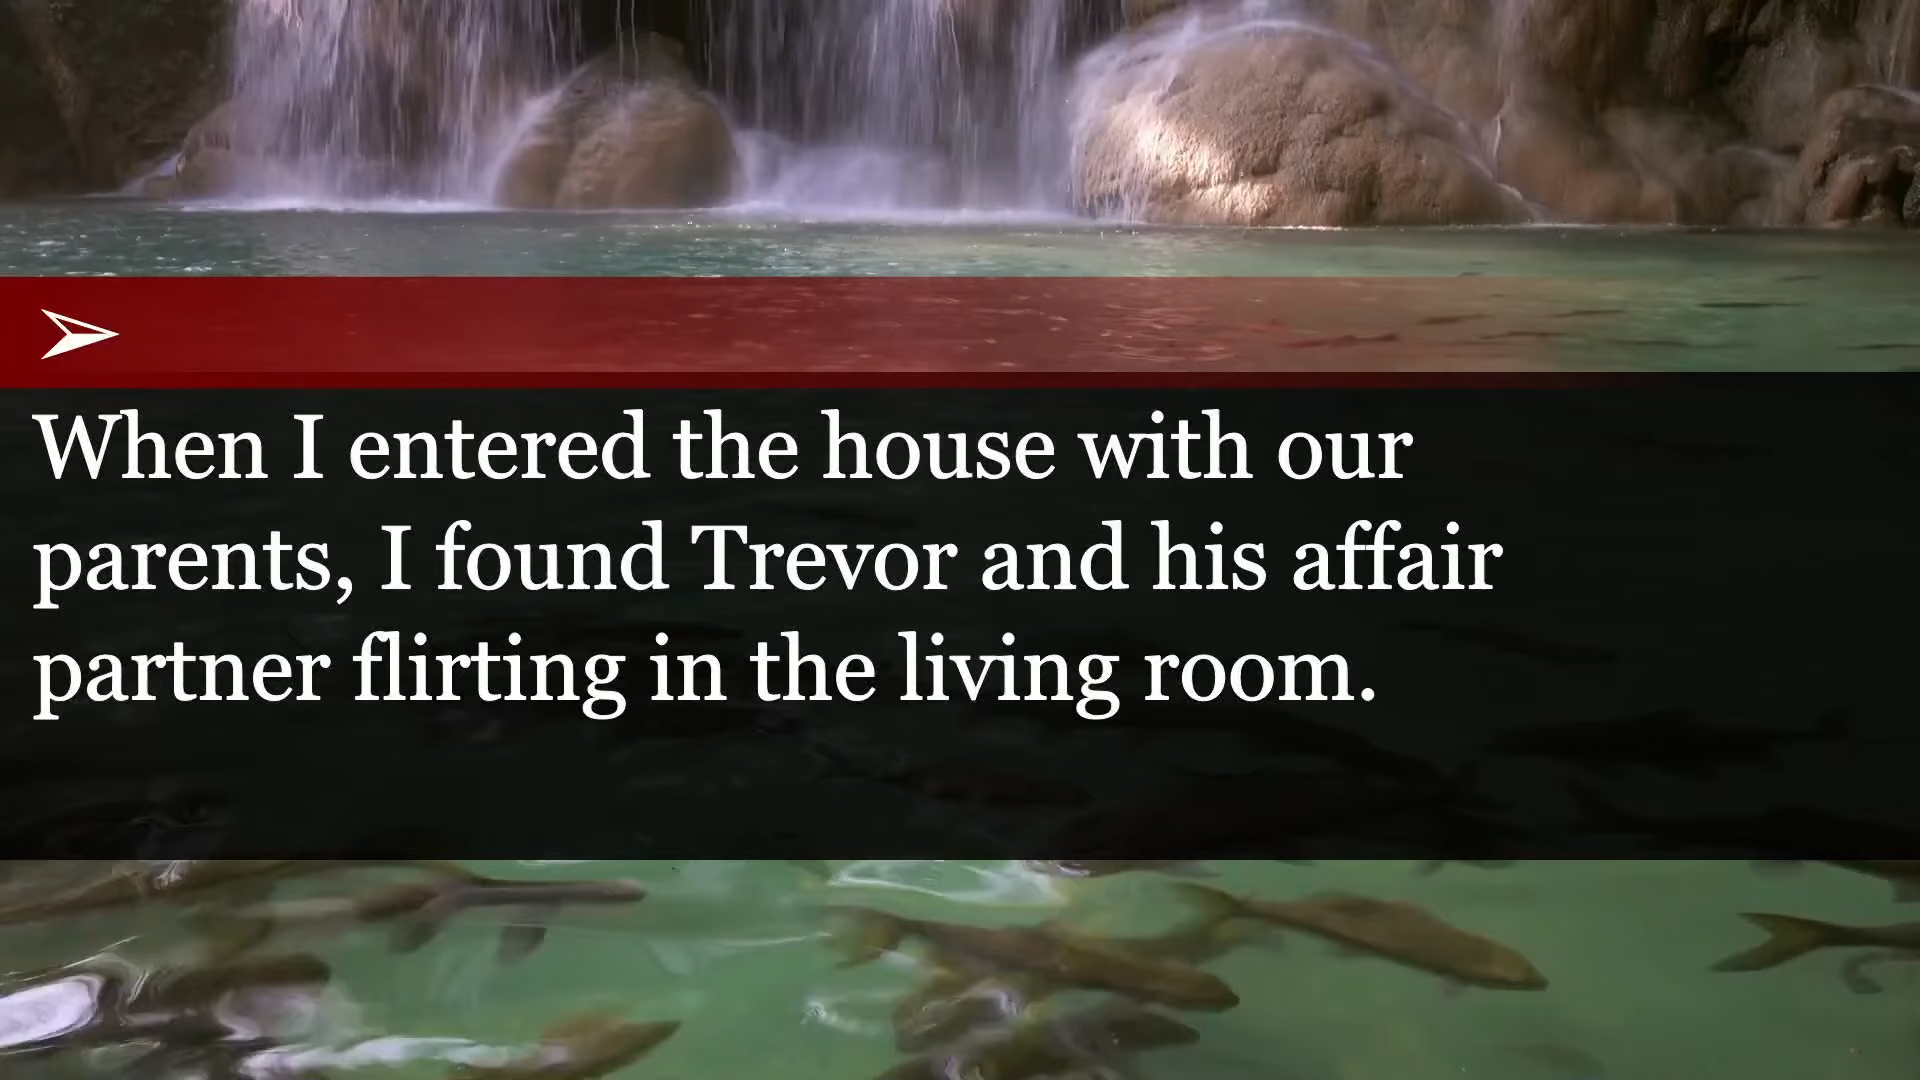 When I entered the house with our
parents, I found Trevor and his affair
partner flirting in the living room.